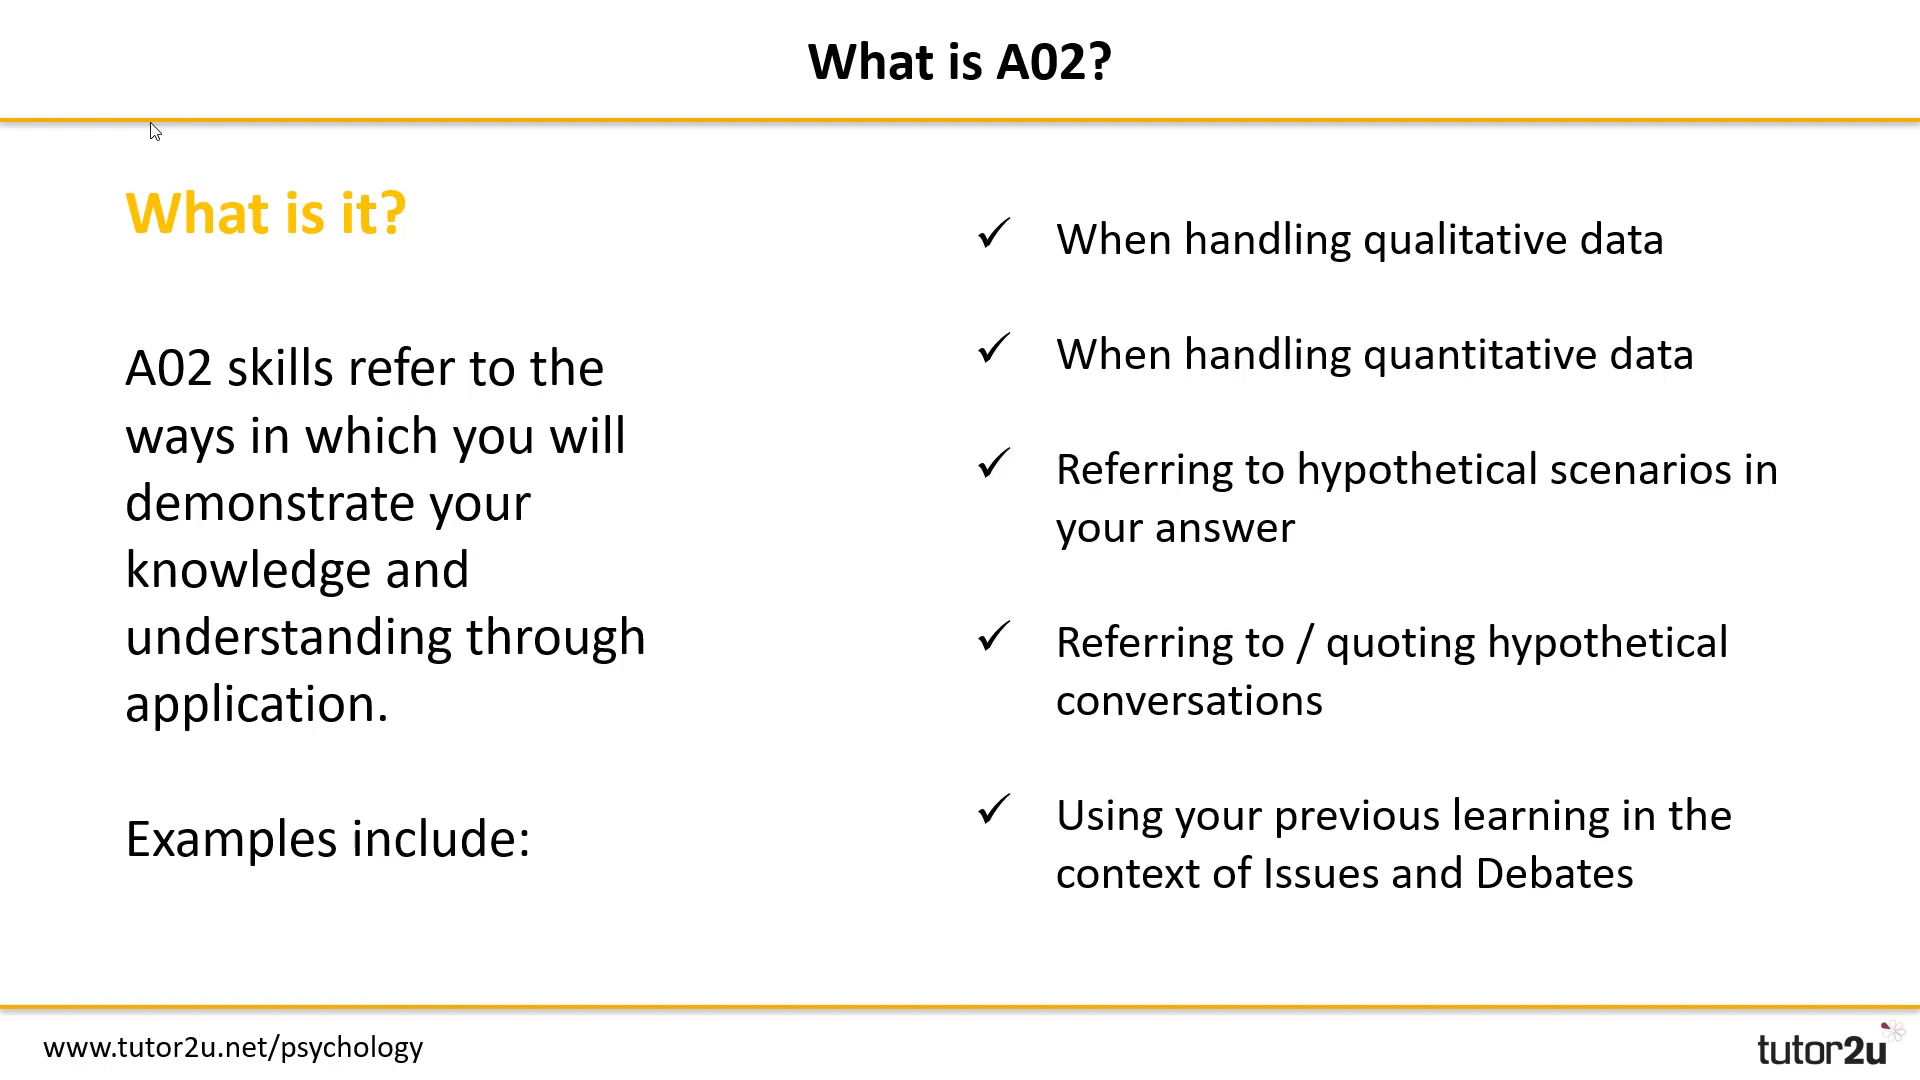 What is A02?
What is it?
A02 skills refer to the
ways in which you will
demonstrate your
knowledge and
understanding through
application.
Examples include:
✓ When handling qualitative data
✓ When handling quantitative data
✓ Referring to hypothetical scenarios in
your answer
✓ Referring to / quoting hypothetical
conversations
✓ Using your previous learning in the
context of Issues and Debates
www.tutor2u.net/psychology
tutor2u